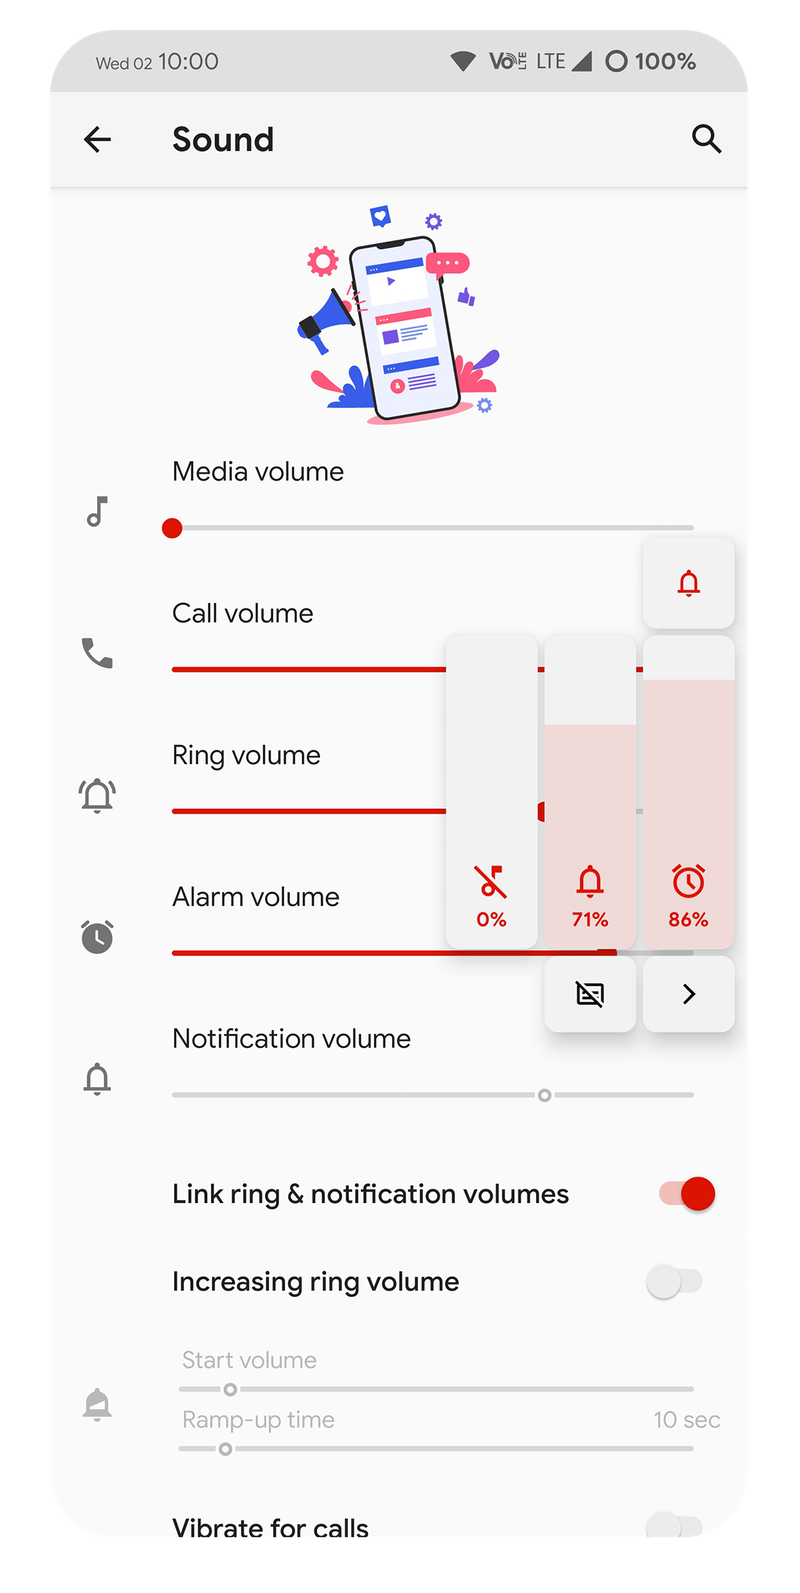 Wed 02 10:00 VoLTE LTE 100%
Sound
Media volume
Call volume
Ring volume
Alarm volume
0% 71% 86%
Notification volume
Link ring & notification volumes
Increasing ring volume
Start volume
Ramp-up time 10 sec
Vibrate for calls